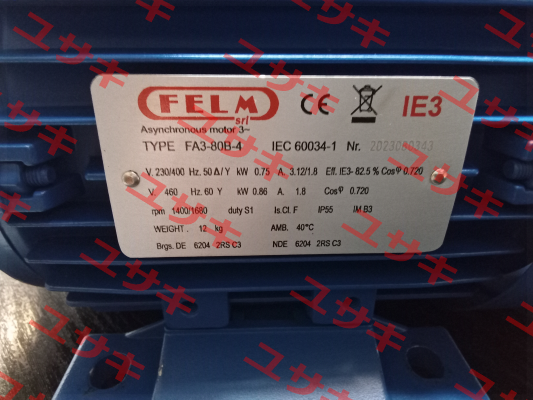 FELM
srl
CE
IE3
Asynchronous motor 3~
TYPE FA3-80B-4 IEC 60034-1 Nr. 2023050343
V. 230/400 Hz. 50 Δ/Y kW 0.75 A. 3.12/1.8 Eff. IE3- 82.5 % Cosφ 0.720
V. 460 Hz. 60 Y kW 0.86 A. 1.8 Cosφ 0.720
rpm 1400/1680 duty S1 Is.Cl. F IP55 IM B3
WEIGHT. 12 kg AMB. 40°C
Brgs. DE 6204 2RS C3 NDE 6204 2RS C3
ユサキ